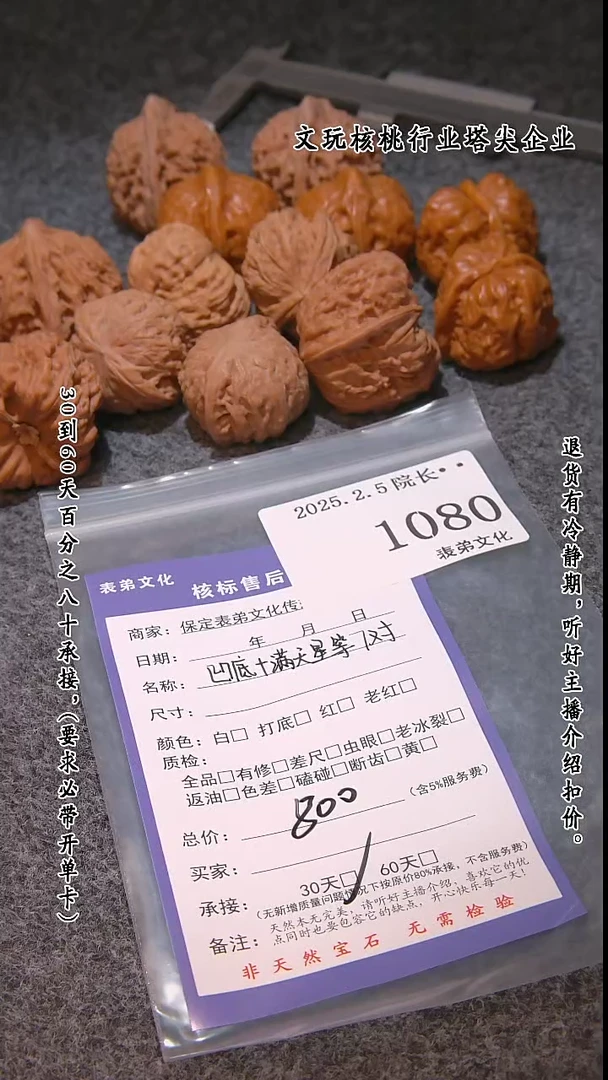 文玩核桃行业塔尖企业
30到60天百分之八十承接，(要求必带开单卡)
退货有冷静期，听好主播介绍扣价。
2025.2.5 院长··
1080
表弟文化
表弟文化 核标售后
商家：保定表弟文化传
日期： 年 月 日
名称：凹底十满天星等1对
尺寸：
颜色：白□ 打底□ 红□ 老红□
质检：
全品□有修□差尺□虫眼□老冰裂□
返油□色差□磕碰□断齿□黄□
总价：800（含5%服务费）
买家：
承接：30天□ 60天□
（无新增质量问题情况下按原价80%承接，不含服务费）
备注：天然木无完美，请听好主播介绍，喜欢它的优
点同时也要包容它的缺点，开心快乐每一天！
非天然宝石 无需检验